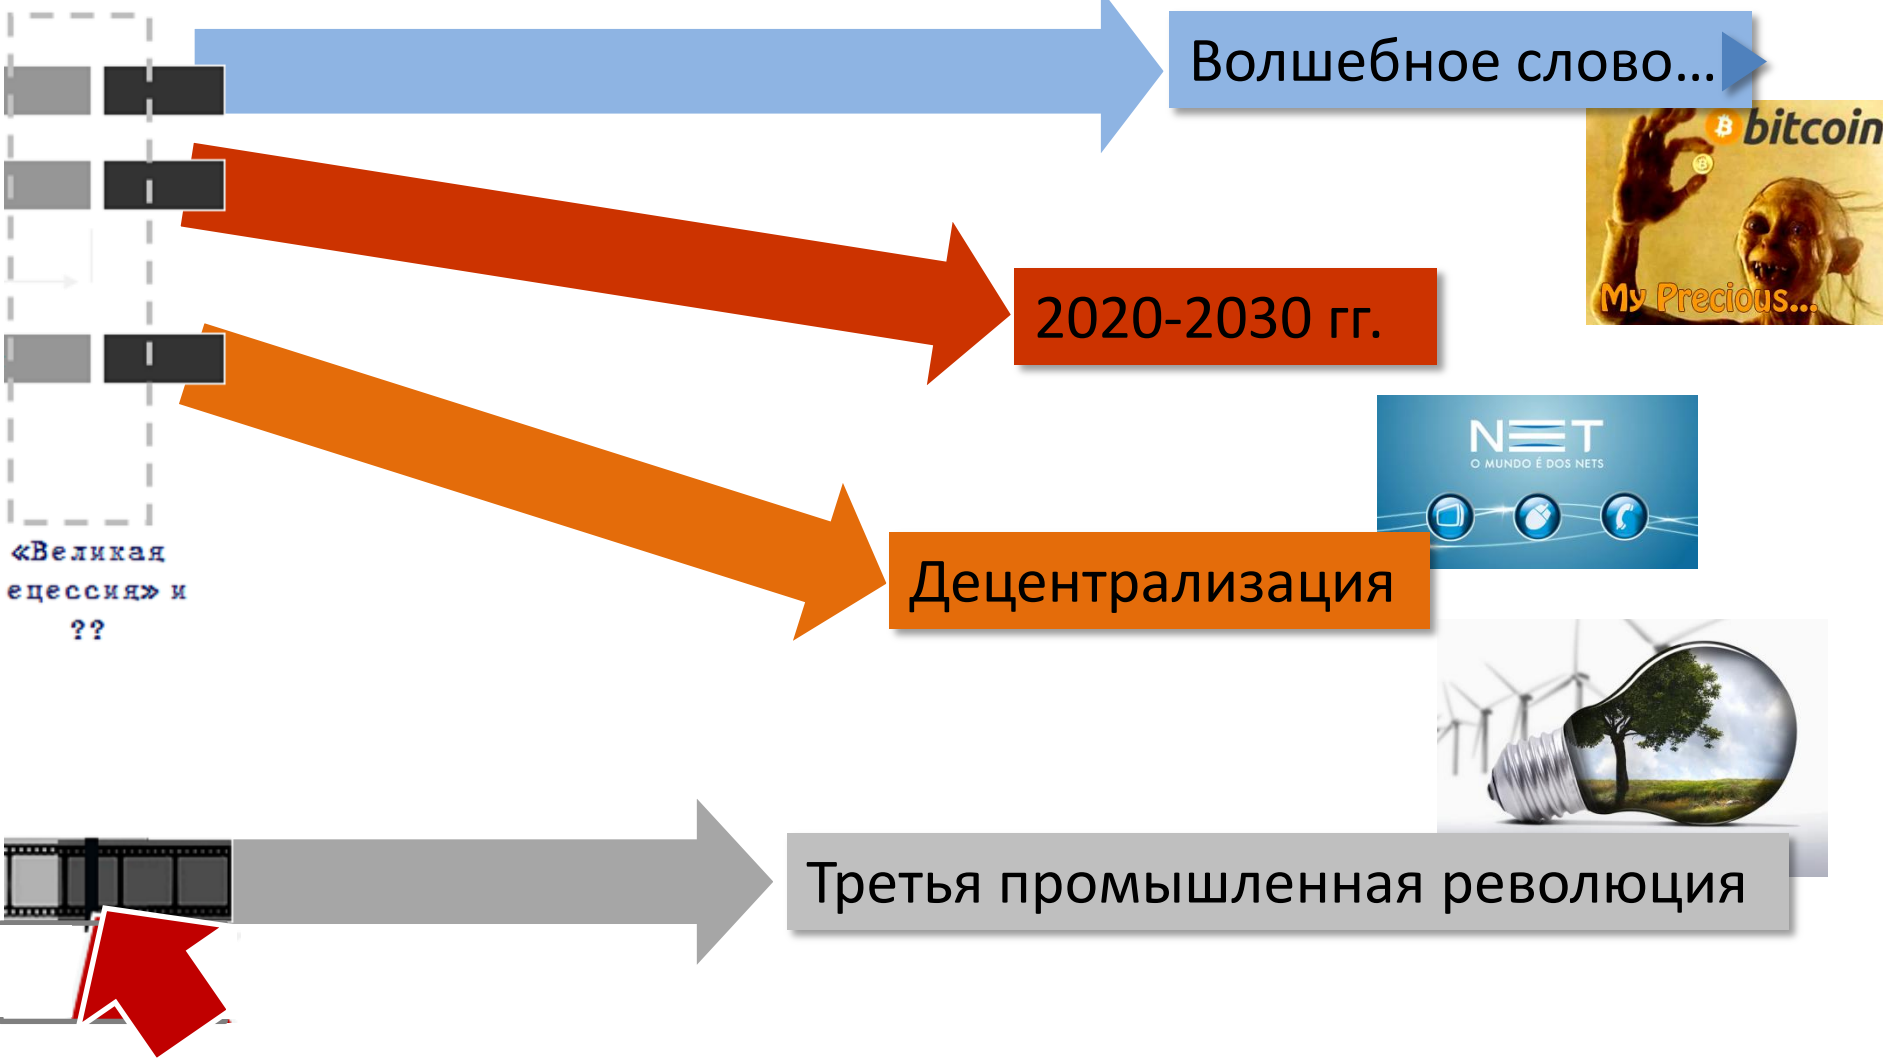 Волшебное слово...
bitcoin
My Precious...
2020-2030 гг.
NET
O MUNDO É DOS NETS
«Великая
ецессия» и
??
Децентрализация
Третья промышленная революция